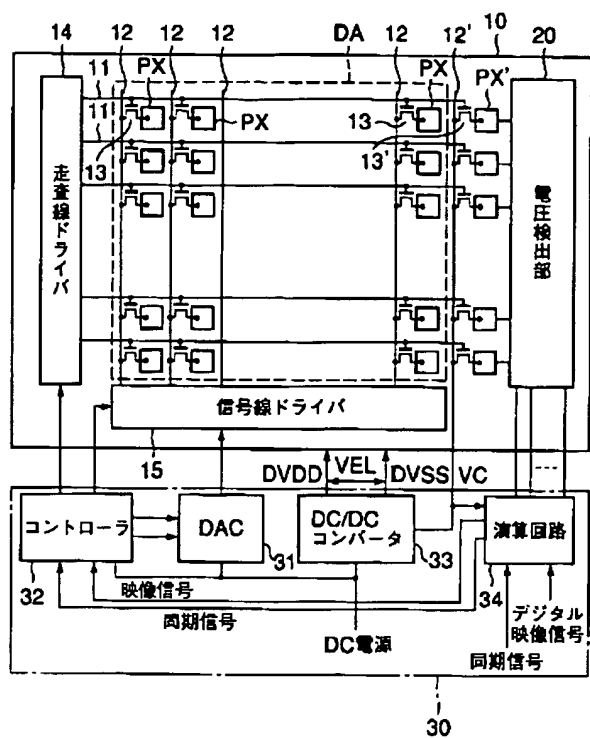 14
12
12
12
DA
12
12'
10
20
11
PX
PX
PX'
11
PX
13
13
13'
走査線ドライバ
電圧検出部
信号線ドライバ
15
DVDD
VEL
DVSS
VC
コントローラ
DAC
DC/DC
コンバータ
演算回路
32
31
33
34
映像信号
同期信号
DC電源
デジタル
映像信号
同期信号
30